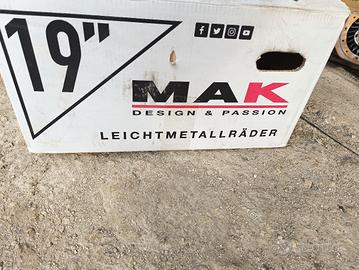 19"
MAK
DESIGN & PASSION
LEICHTMETALLRÄDER